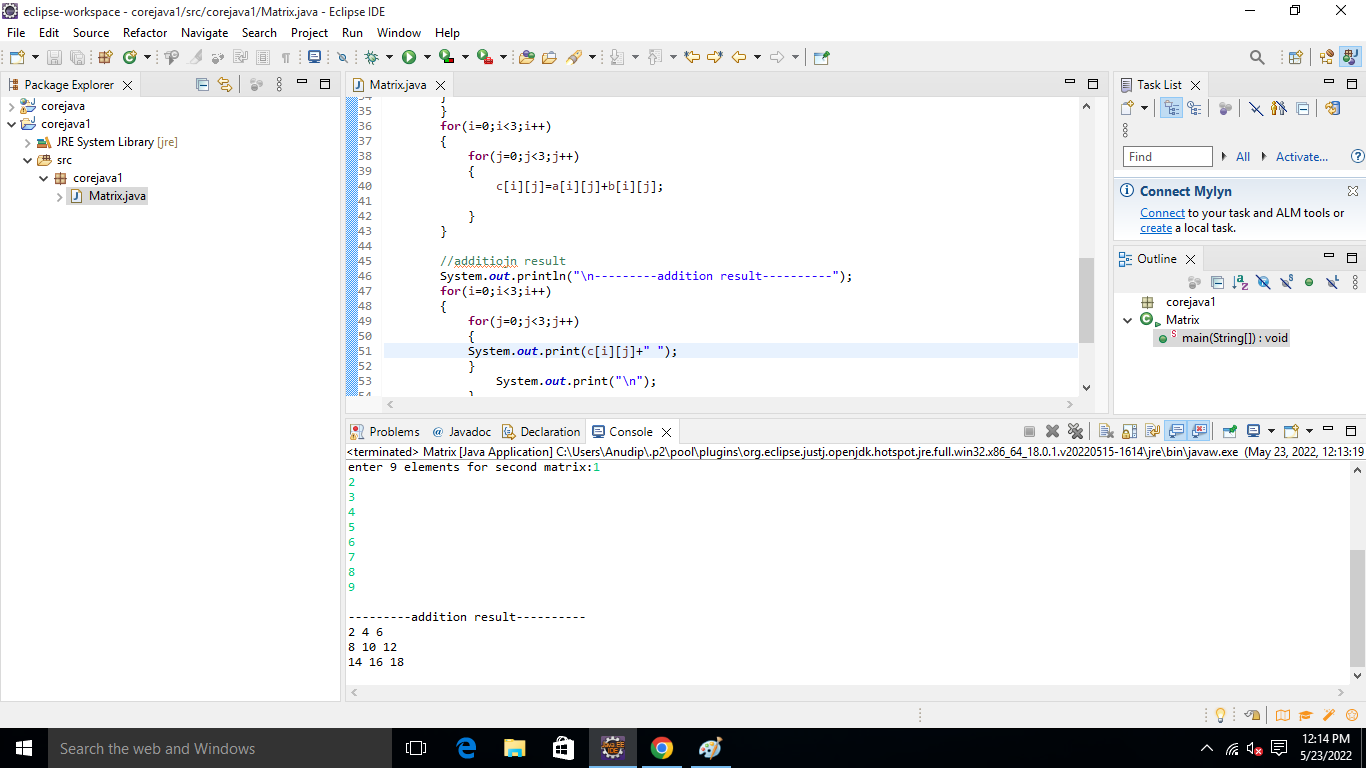 eclipse-workspace - corejava1/src/corejava1/Matrix.java - Eclipse IDE
File Edit Source Refactor Navigate Search Project Run Window Help
Package Explorer
corejava
corejava1
JRE System Library [jre]
src
corejava1
Matrix.java
Matrix.java
34 }
35 }
36 for(i=0;i<3;i++)
37 {
38 for(j=0;j<3;j++)
39 {
40 c[i][j]=a[i][j]+b[i][j];
41
42 }
43 }
44
45 //additiojn result
46 System.out.println("\n---------addition result----------");
47 for(i=0;i<3;i++)
48 {
49 for(j=0;j<3;j++)
50 {
51 System.out.print(c[i][j]+" ");
52 }
53 System.out.print("\n");
54 }
Task List
Find All Activate...
Connect Mylyn
Connect to your task and ALM tools or
create a local task.
Outline
corejava1
Matrix
main(String[]) : void
Problems @ Javadoc Declaration Console
<terminated> Matrix [Java Application] C:\Users\Anudip\.p2\pool\plugins\org.eclipse.justj.openjdk.hotspot.jre.full.win32.x86_64_18.0.1.v20220515-1614\jre\bin\javaw.exe (May 23, 2022, 12:13:19
enter 9 elements for second matrix:1
2
3
4
5
6
7
8
9
---------addition result----------
2 4 6
8 10 12
14 16 18
Search the web and Windows
12:14 PM
5/23/2022